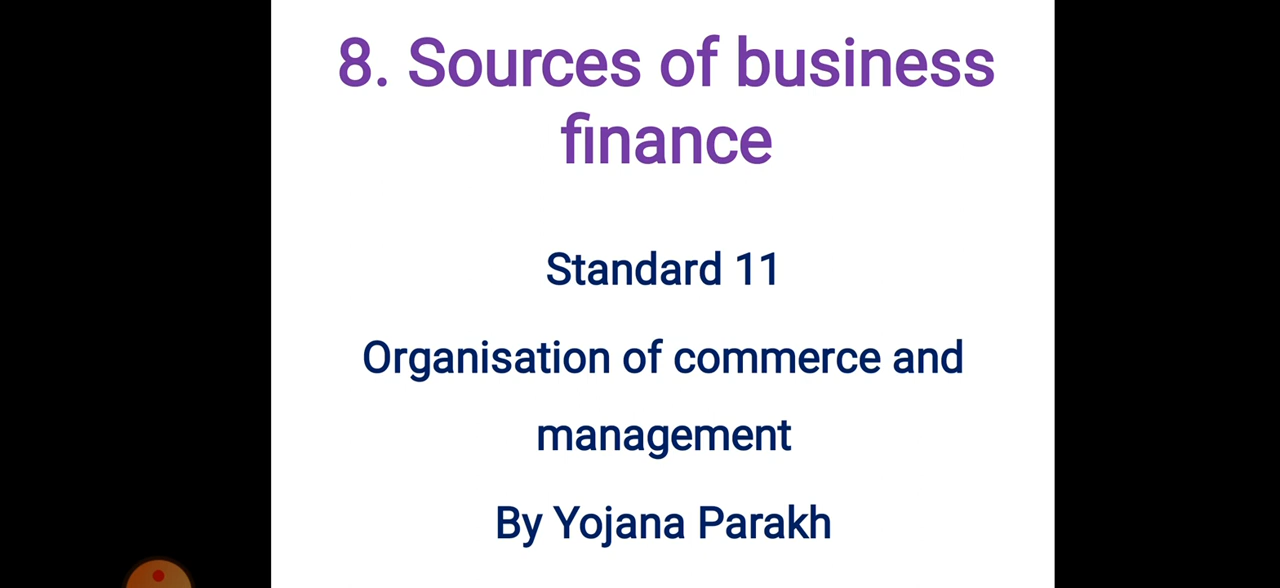 8. Sources of business
finance
Standard 11
Organisation of commerce and
management
By Yojana Parakh